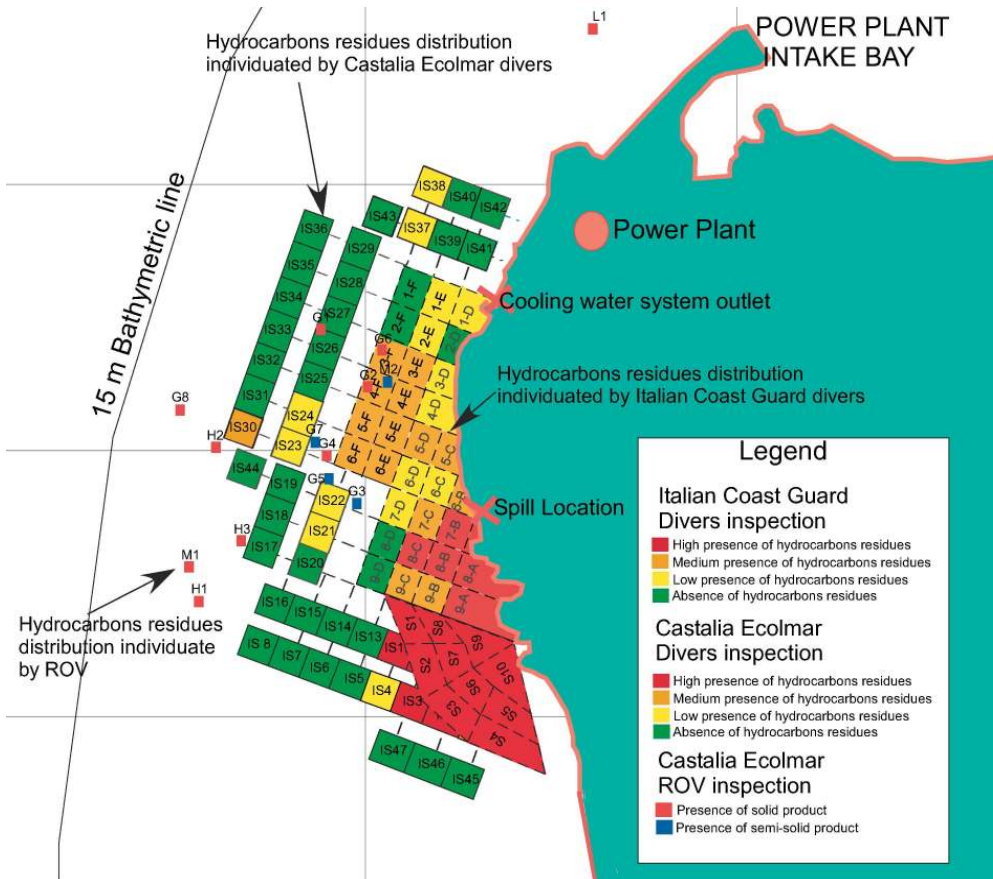 L1
H1
POWER PLANT
INTAKE BAY
Hydrocarbons residues distribution
individuated by Castalia Ecolmar divers
15 m Bathymetric line
IS38
IS40
IS42
IS43
IS37
IS39
IS41
Power Plant
IS36
IS35
IS34
IS33
IS32
IS31
IS30
IS29
IS28
IS27
IS26
IS25
IS24
IS23
1-F
1-E
1-D
2-F
2-E
2-D
3-F
3-E
3-D
4-F
4-E
4-D
5-F
5-E
5-D
5-C
6-F
6-E
6-D
6-C
6-B
7-D
7-C
7-B
8-D
8-C
8-B
8-A
9-D
9-C
9-B
9-A
Cooling water system outlet
G1
G6
G2
M2
G8
H2
G7
G4
G5
G3
H3
M1
H1
Hydrocarbons residues distribution
individuated by Italian Coast Guard
divers
Spill Location
IS44
IS19
IS18
IS17
IS22
IS21
IS20
IS16
IS15
IS14
IS13
IS1
IS 8
IS7
IS6
IS5
IS4
IS3
S1
S8
S9
S2
S7
S10
S6
S3
S5
S4
IS47
IS46
IS45
Hydrocarbons residues
distribution individuate
by ROV
Legend
Italian Coast Guard
Divers inspection
High presence of hydrocarbons residues
Medium presence of hydrocarbons residues
Low presence of hydrocarbons residues
Absence of hydrocarbons residues
Castalia Ecolmar
Divers inspection
High presence of hydrocarbons residues
Medium presence of hydrocarbons residues
Low presence of hydrocarbons residues
Absence of hydrocarbons residues
Castalia Ecolmar
ROV inspection
Presence of solid product
Presence of semi-solid product